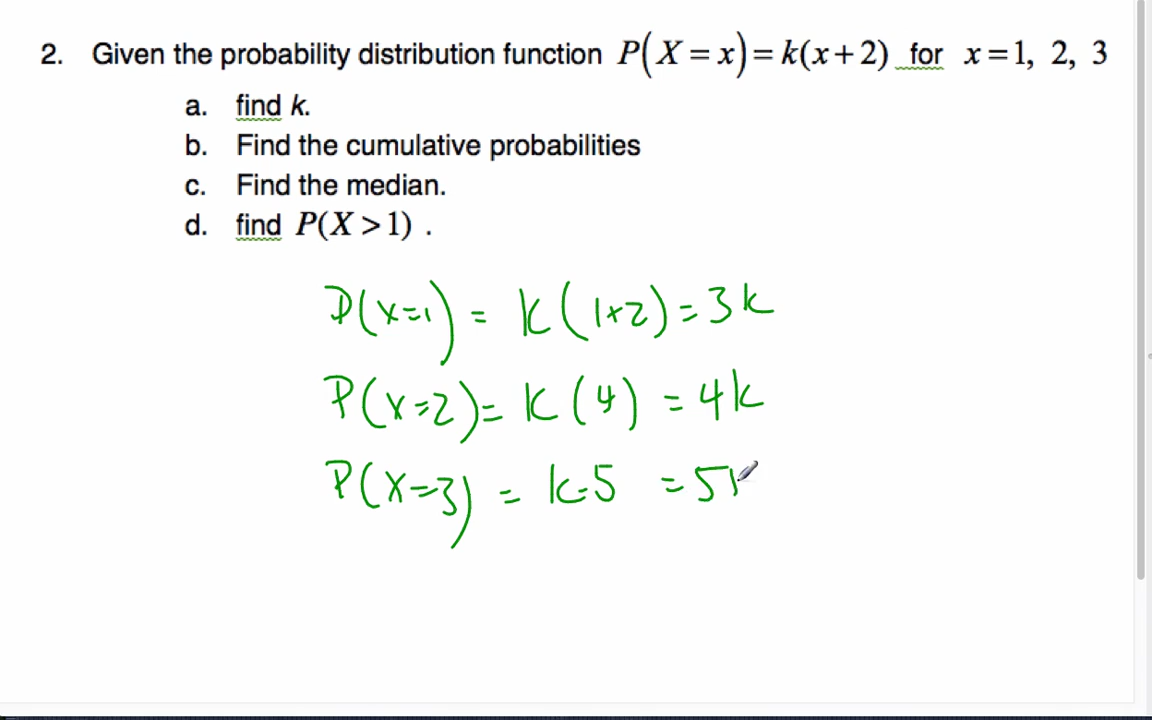 2. Given the probability distribution function P(X = x) = k(x + 2) for x = 1, 2, 3
a. find k.
b. Find the cumulative probabilities
c. Find the median.
d. find P(X > 1) .
P(x=1) = k(1+2) = 3k
P(x=2) = k(4) = 4k
P(x=3) = k·5 = 5k